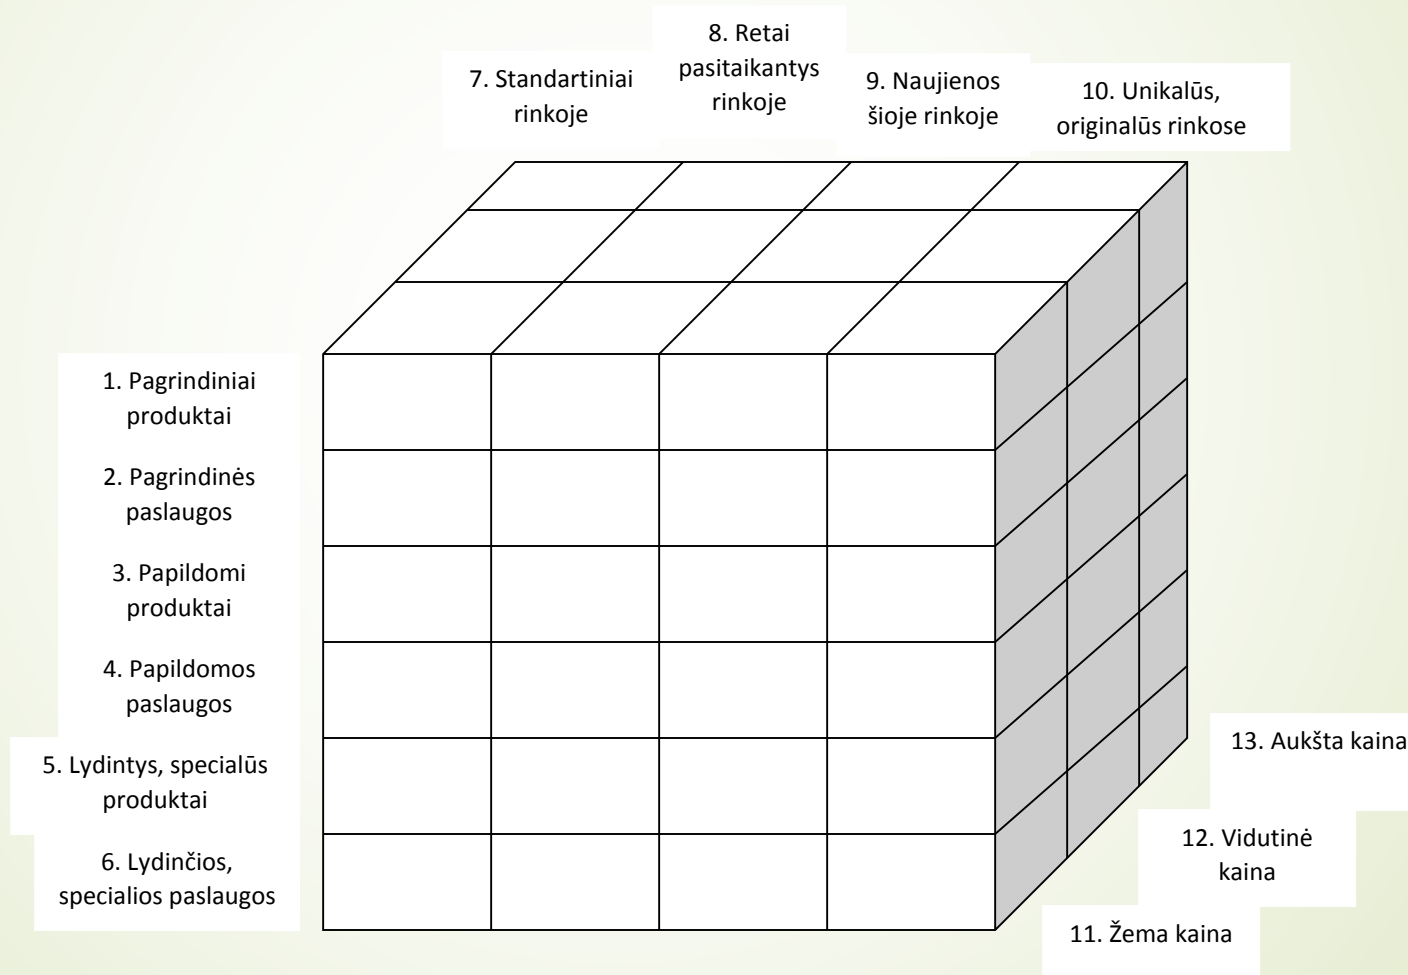 7. Standartiniai
rinkoje
8. Retai
pasitaikantys
rinkoje
9. Naujienos
šioje rinkoje
10. Unikalūs,
originalūs rinkose
1. Pagrindiniai
produktai
2. Pagrindinės
paslaugos
3. Papildomi
produktai
4. Papildomos
paslaugos
5. Lydintys, specialūs
produktai
6. Lydinčios,
specialios paslaugos
13. Aukšta kaina
12. Vidutinė
kaina
11. Žema kaina